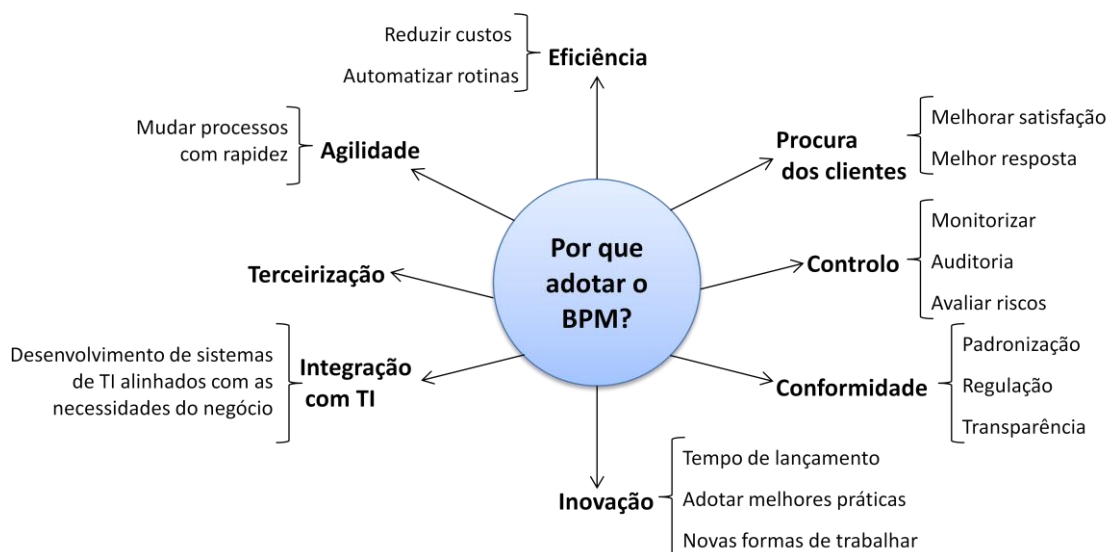 Reduzir custos
Automatizar rotinas
Eficiência
Mudar processos
com rapidez
Agilidade
Procura
dos clientes
Melhorar satisfação
Melhor resposta
Por que
adotar o
BPM?
Terceirização
Controlo
Monitorizar
Auditoria
Avaliar riscos
Desenvolvimento de sistemas
de TI alinhados com as
necessidades do negócio
Integração
com TI
Conformidade
Padronização
Regulação
Transparência
Inovação
Tempo de lançamento
Adotar melhores práticas
Novas formas de trabalhar